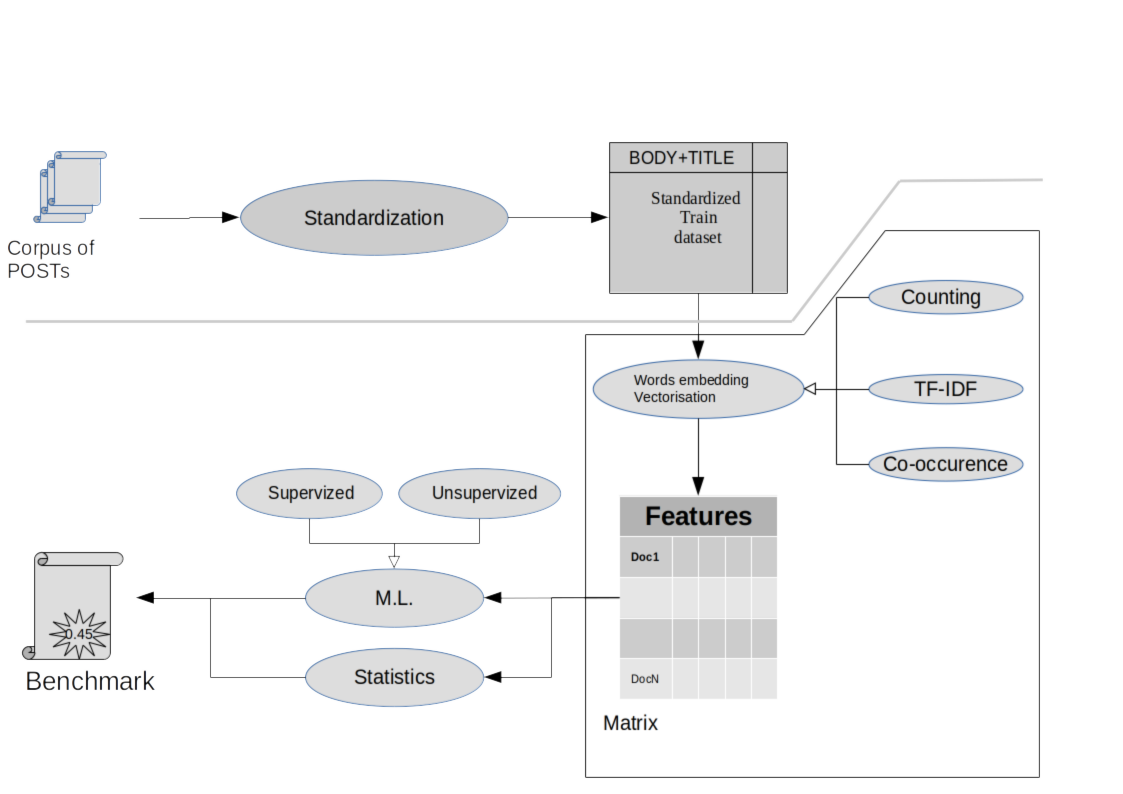 BODY+TITLE
Standardized
Train
dataset
Standardization
Corpus of
POSTs
Counting
Words embedding
Vectorisation
TF-IDF
Co-occurence
Supervized
Unsupervized
Features
Doc1
M.L.
0.45
Statistics
DocN
Benchmark
Matrix